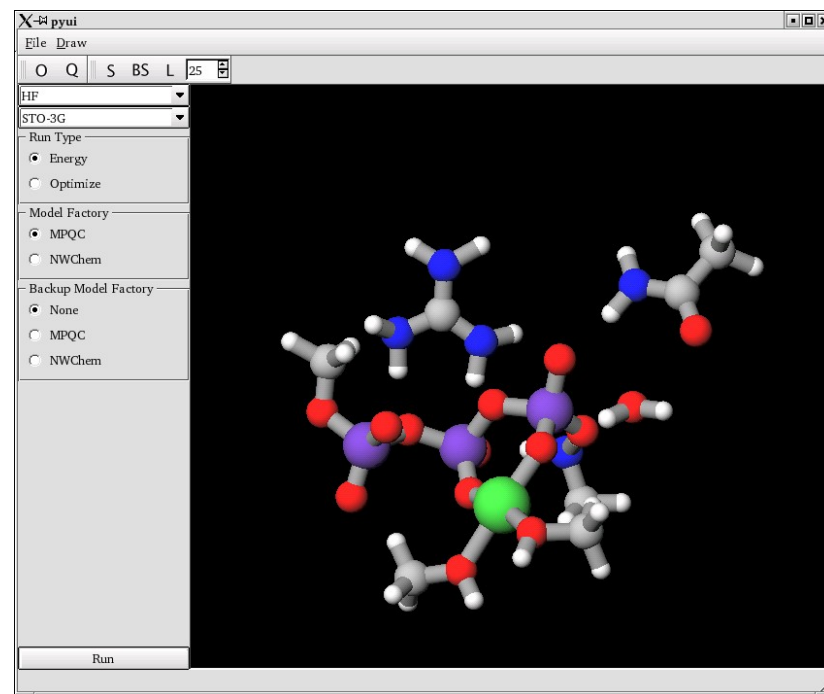 pyui
File Draw
O Q S BS L 25
HF
STO-3G
Run Type
Energy
Optimize
Model Factory
MPQC
NWChem
Backup Model Factory
None
MPQC
NWChem
Run